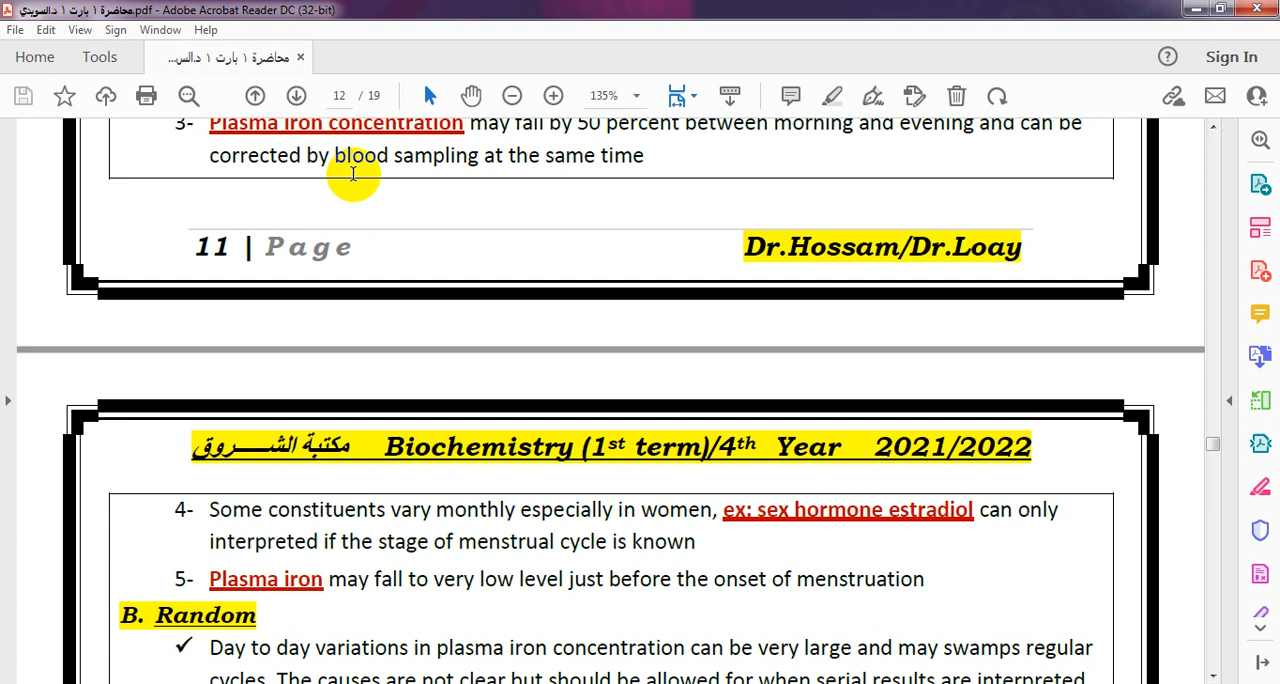 محاضرة ١ بارت ١ د.السويدي.pdf - Adobe Acrobat Reader DC (32-bit)
File Edit View Sign Window Help
Home Tools محاضرة ١ بارت ١ د.الس... × Sign In
12 / 19 135%
3- Plasma iron concentration may fall by 50 percent between morning and evening and can be
corrected by blood sampling at the same time
11 | Page Dr.Hossam/Dr.Loay
مكتبة الشـــروق Biochemistry (1st term)/4th Year 2021/2022
4- Some constituents vary monthly especially in women, ex: sex hormone estradiol can only
interpreted if the stage of menstrual cycle is known
5- Plasma iron may fall to very low level just before the onset of menstruation
B. Random
✓ Day to day variations in plasma iron concentration can be very large and may swamps regular
cycles. The causes are not clear but should be allowed for when serial results are interpreted